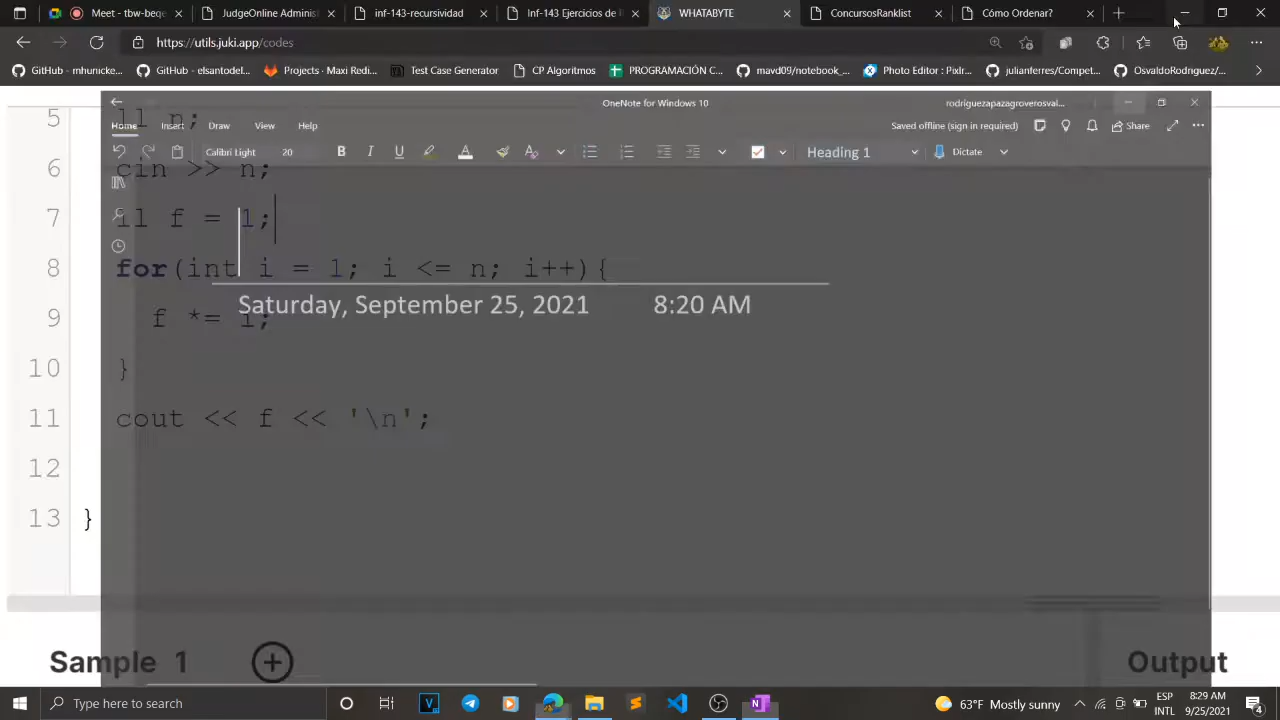 Meet - tbw-beqe
JudgeOnline Administ
inf-143-recursividad
Inf-143 Ejercicios de
WHATABYTE
ConcursosRanklist
Cómo Ordenar?
https://utils.juki.app/codes
GitHub - mhunicke...
GitHub - elsantodel...
Projects · Maxi Redi...
Test Case Generator
CP Algoritmos
PROGRAMACIÓN C...
mavd09/notebook_...
Photo Editor : Pixlr...
julianferres/Compet...
OsvaldoRodriguez/...
OneNote for Windows 10
rodriguezapazagroverosval...
Home Insert Draw View Help
Saved offline (sign in required)
Share
Calibri Light 20 B I U A
Heading 1
Dictate
5 ll n;
6 cin >> n;
7 ll f = 1;
8 for(int i = 1; i <= n; i++){
Saturday, September 25, 2021 8:20 AM
9 f *= i;
10 }
11 cout << f << '\n';
12
13 }
Sample 1
Output
Type here to search
63°F Mostly sunny
ESP
INTL
8:29 AM
9/25/2021
4